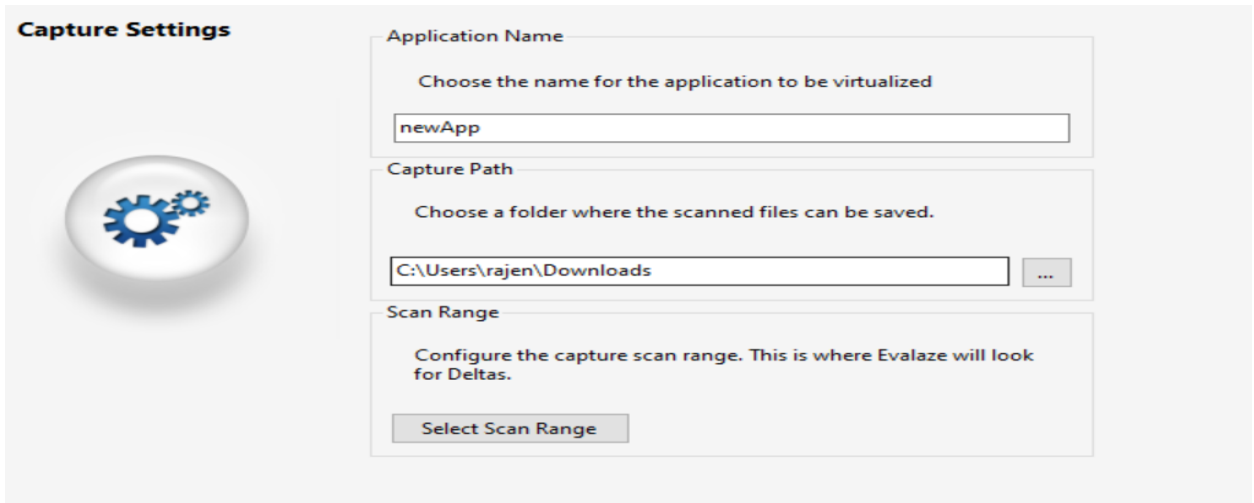 Capture Settings
Application Name
Choose the name for the application to be virtualized
newApp
Capture Path
Choose a folder where the scanned files can be saved.
C:\Users\rajen\Downloads
...
Scan Range
Configure the capture scan range. This is where Evalaze will look
for Deltas.
Select Scan Range